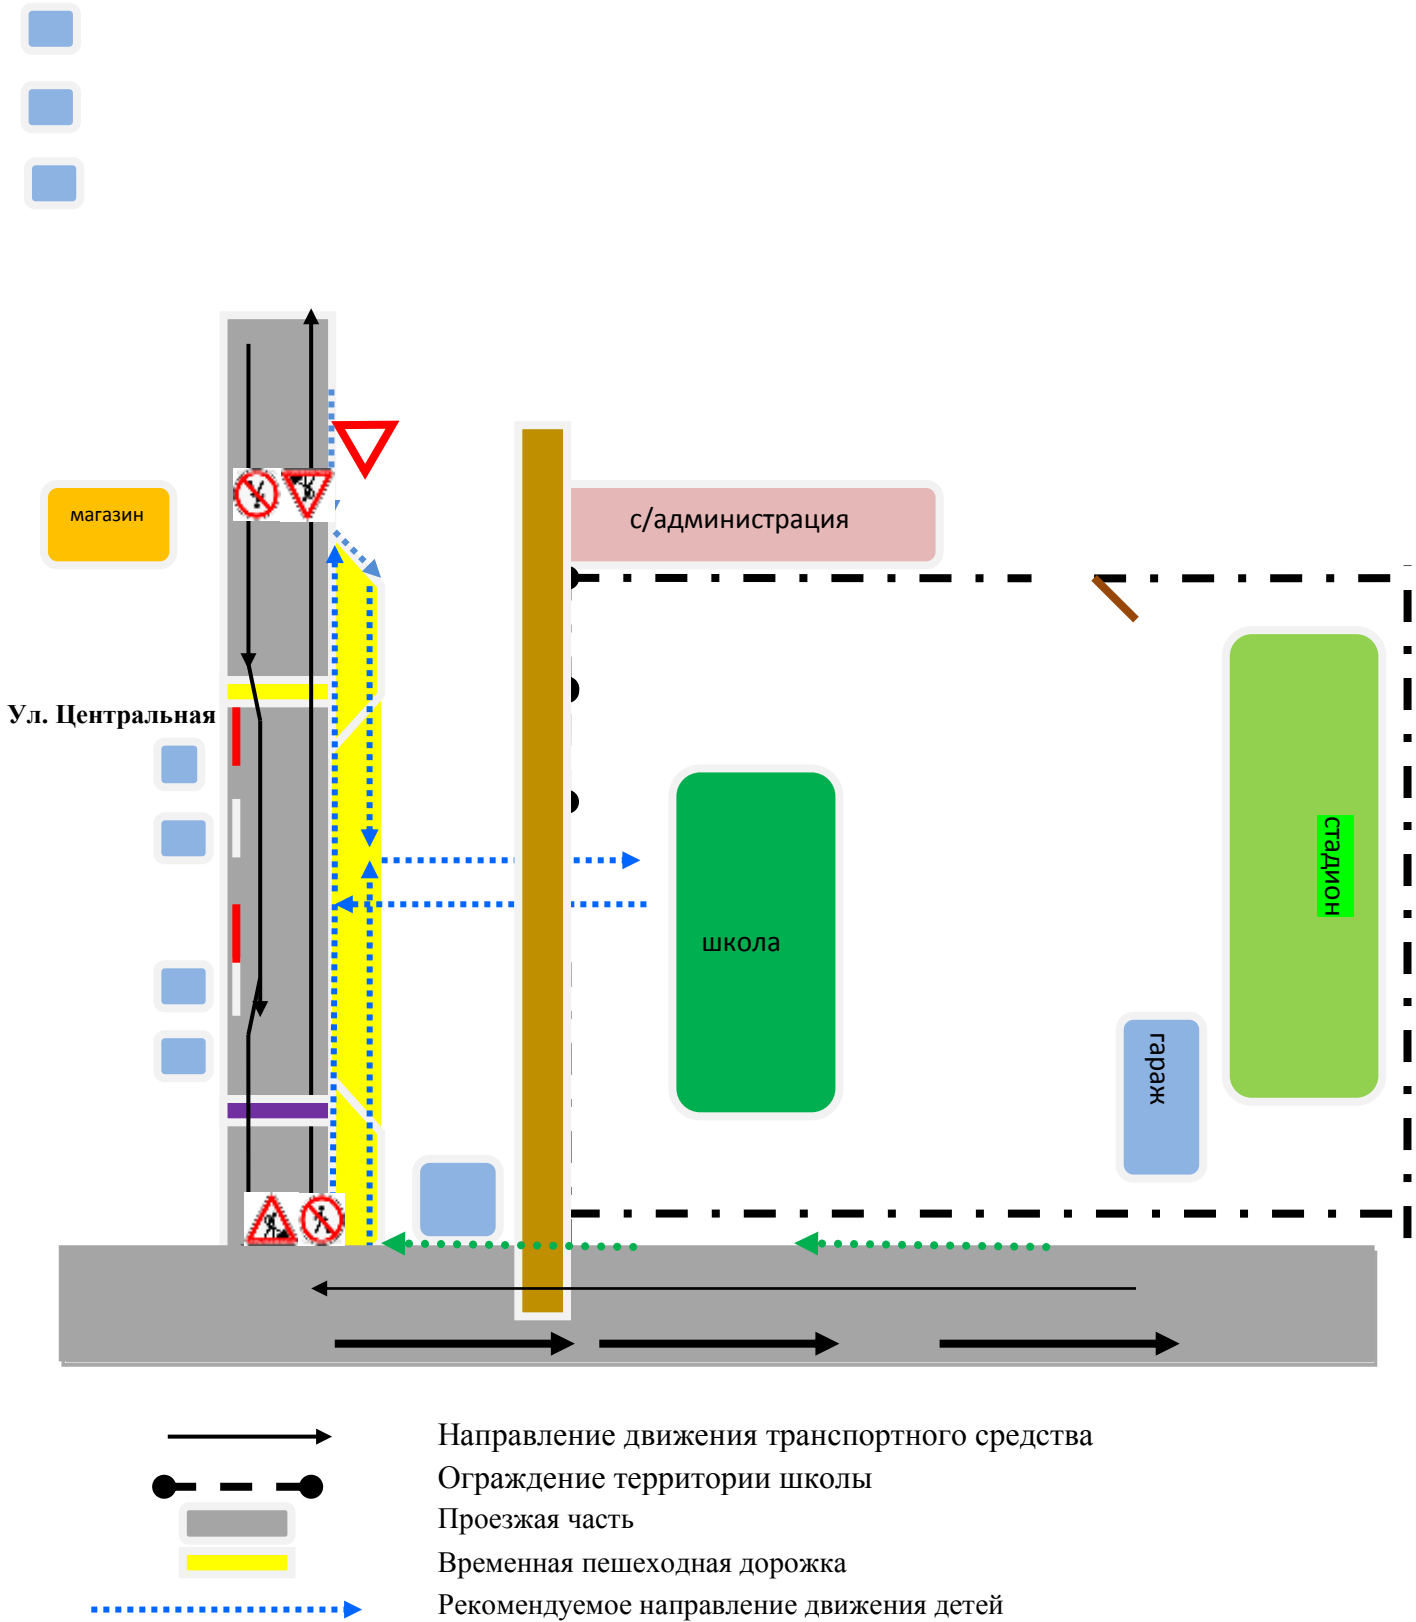 магазин
с/администрация
Ул. Центральная
стадион
школа
гараж
Направление движения транспортного средства
Ограждение территории школы
Проезжая часть
Временная пешеходная дорожка
Рекомендуемое направление движения детей